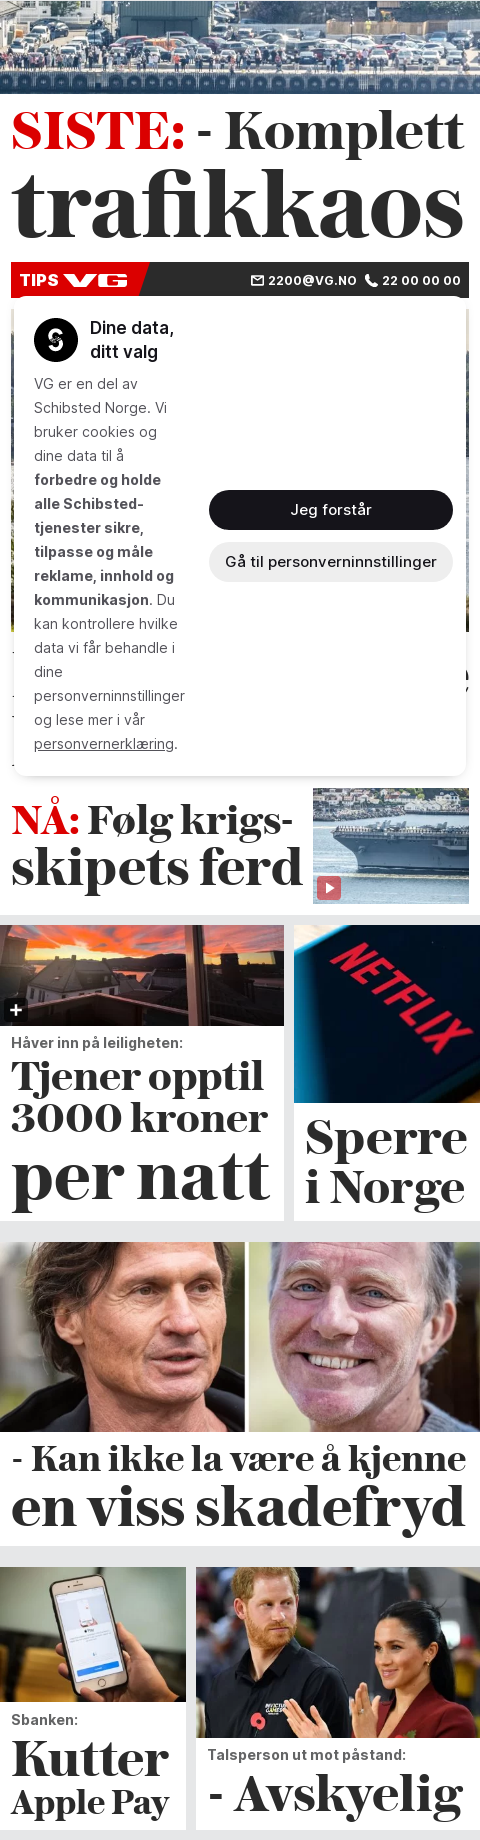 SISTE: - Komplett
trafikkaos
TIPS VG 2200@VG.NO 22 00 00 00
Dine data,
ditt valg
VG er en del av
Schibsted Norge. Vi
bruker cookies og
dine data til å
forbedre og holde
alle Schibsted-
tjenester sikre,
tilpasse og måle
reklame, innhold og
kommunikasjon. Du
kan kontrollere hvilke
data vi får behandle i
dine
personverninnstillinger
og lese mer i vår
personvernerklæring.
Jeg forstår
Gå til personverninnstillinger
NÅ: Følg krigs-
skipets ferd
Håver inn på leiligheten:
Tjener opptil
3000 kroner
per natt
NETFLIX
Sperre
i Norge
- Kan ikke la være å kjenne
en viss skadefryd
Sbanken:
Kutter
Apple Pay
INVICTUS
GAMES
Talsperson ut mot påstand:
- Avskyelig